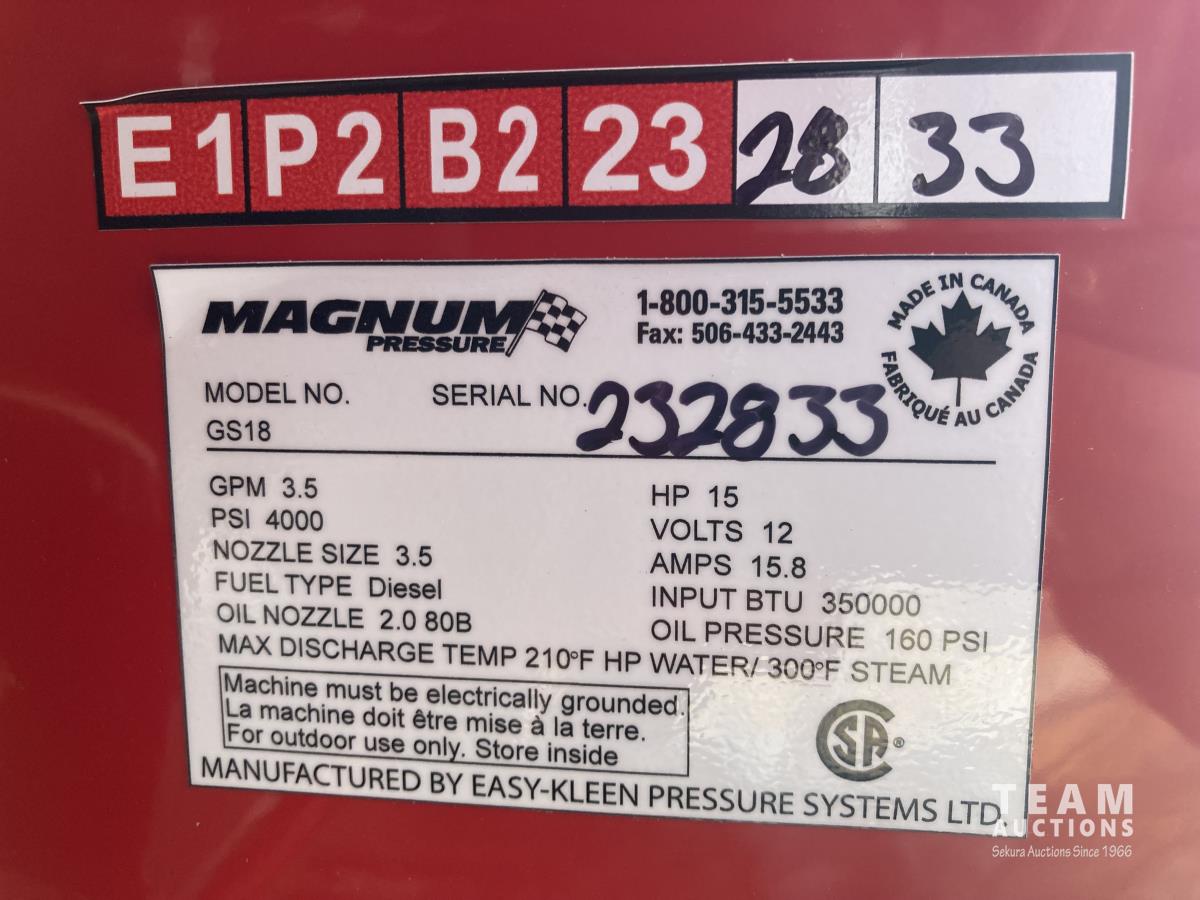 E1 P2 B2 23 28 33
MAGNUM PRESSURE
1-800-315-5533
Fax: 506-433-2443
MADE IN CANADA
FABRIQUÉ AU CANADA
MODEL NO. SERIAL NO. 232833
GS18
GPM 3.5 HP 15
PSI 4000 VOLTS 12
NOZZLE SIZE 3.5 AMPS 15.8
FUEL TYPE Diesel INPUT BTU 350000
OIL NOZZLE 2.0 80B OIL PRESSURE 160 PSI
MAX DISCHARGE TEMP 210°F HP WATER/ 300°F STEAM
Machine must be electrically grounded.
La machine doit être mise à la terre.
For outdoor use only. Store inside
CSA®
MANUFACTURED BY EASY-KLEEN PRESSURE SYSTEMS LTD.
TEAM
AUCTIONS
Sekura Auctions Since 1966